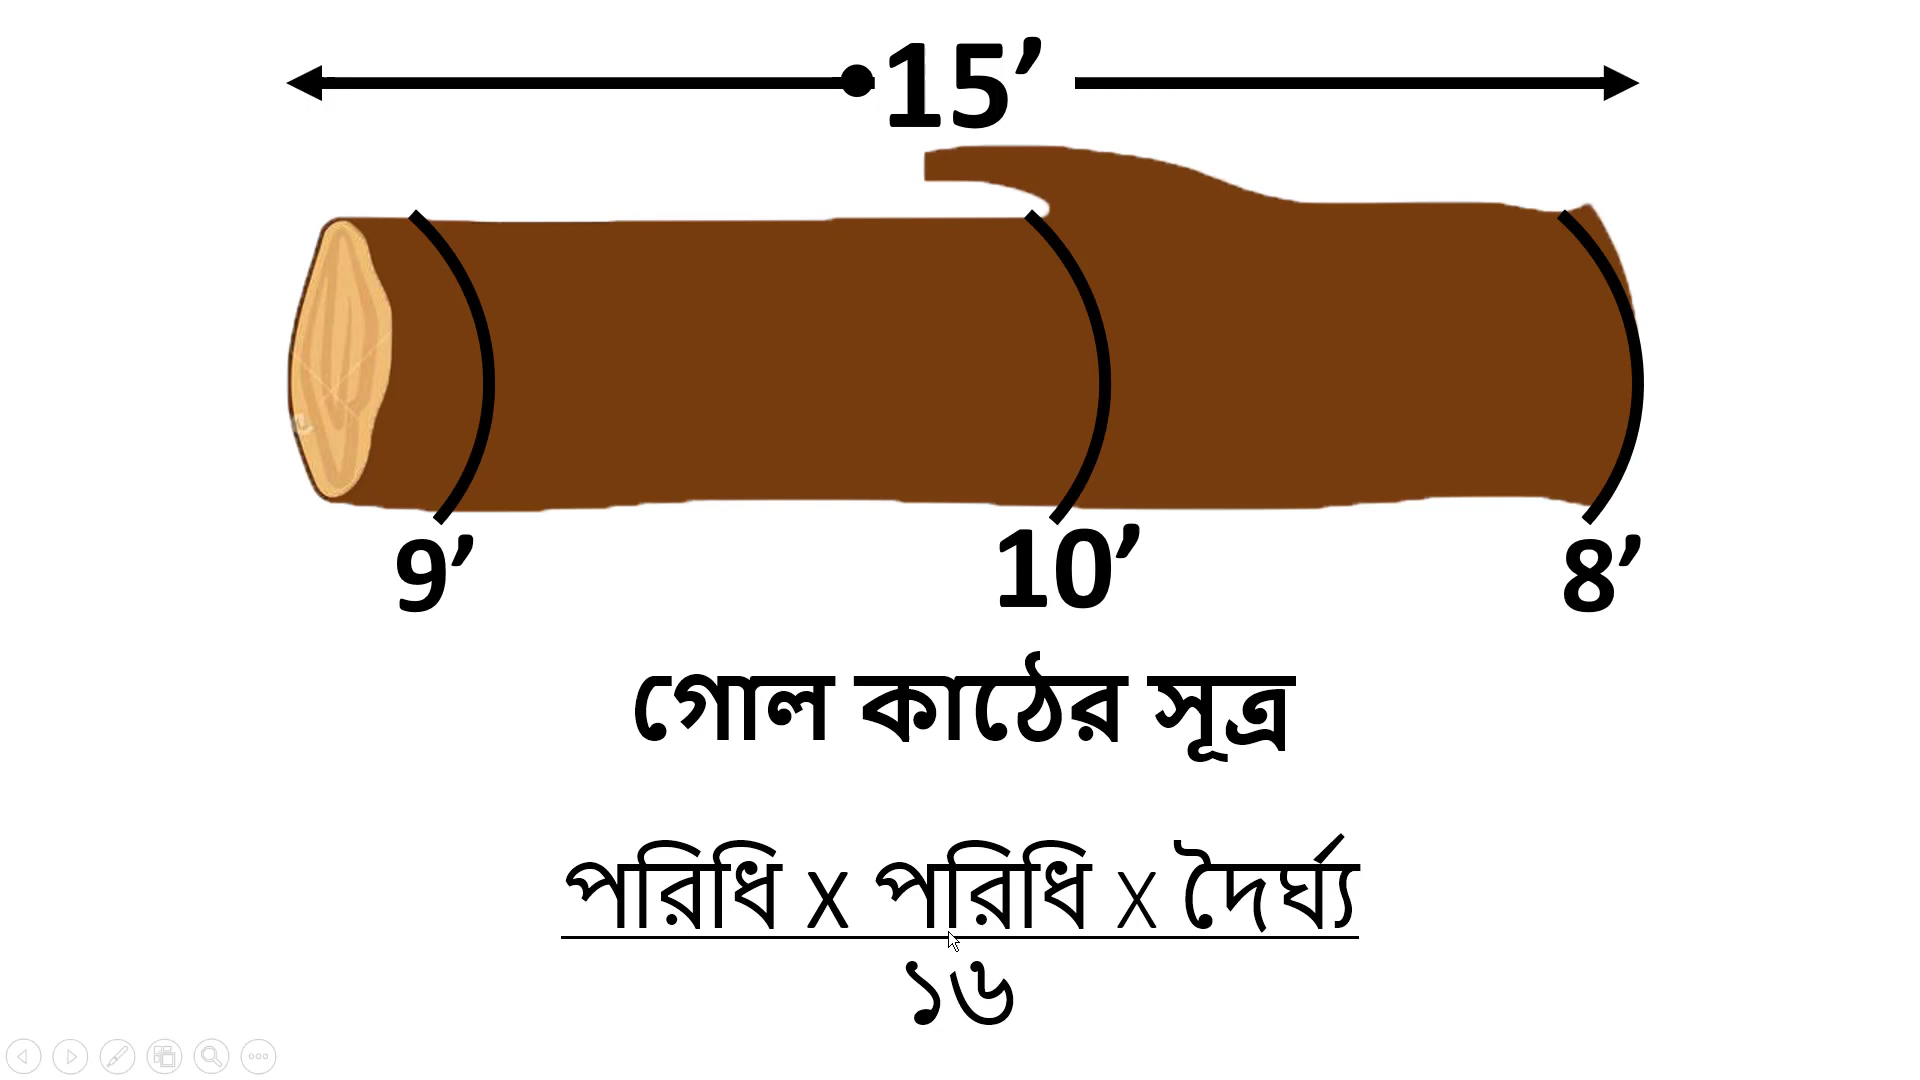 15’
9’ 10’ 8’
গোল কাঠের সূত্র
পরিধি x পরিধি x দৈর্ঘ্য
১৬